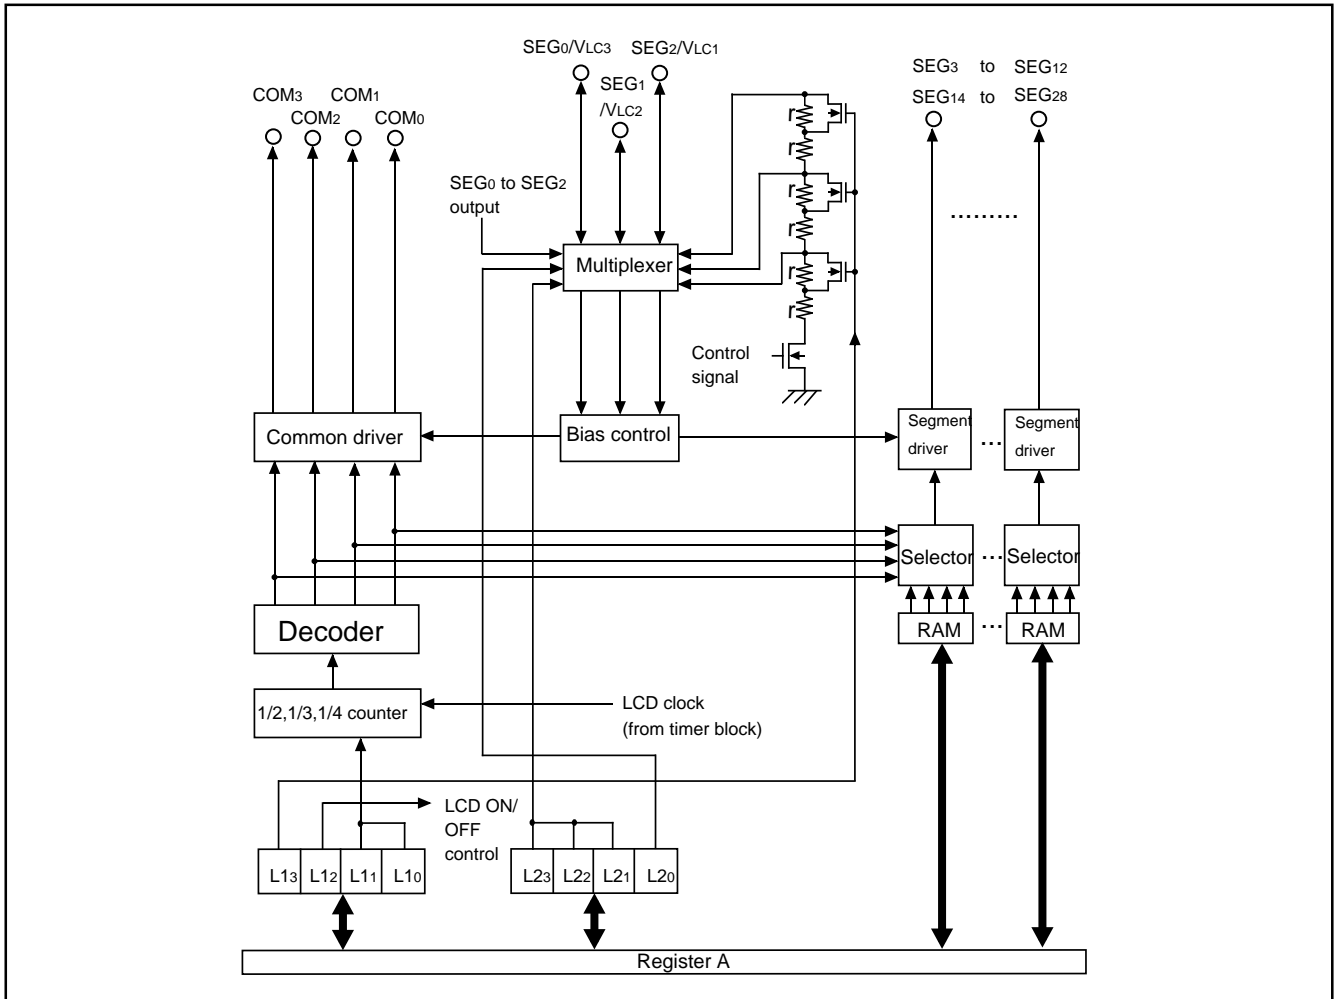 SEG0/VLC3 SEG2/VLC1
SEG1
/VLC2
SEG3 to SEG12
SEG14 to SEG28
COM3 COM1
COM2 COM0
r
r
r
r
r
r
SEG0 to SEG2
output
.........
Multiplexer
Control
signal
Common driver
Bias control
Segment
driver
...
Segment
driver
Selector
...
Selector
Decoder
RAM
...
RAM
1/2,1/3,1/4 counter
LCD clock
(from timer block)
LCD ON/
OFF
control
L13 L12 L11 L10
L23 L22 L21 L20
Register A